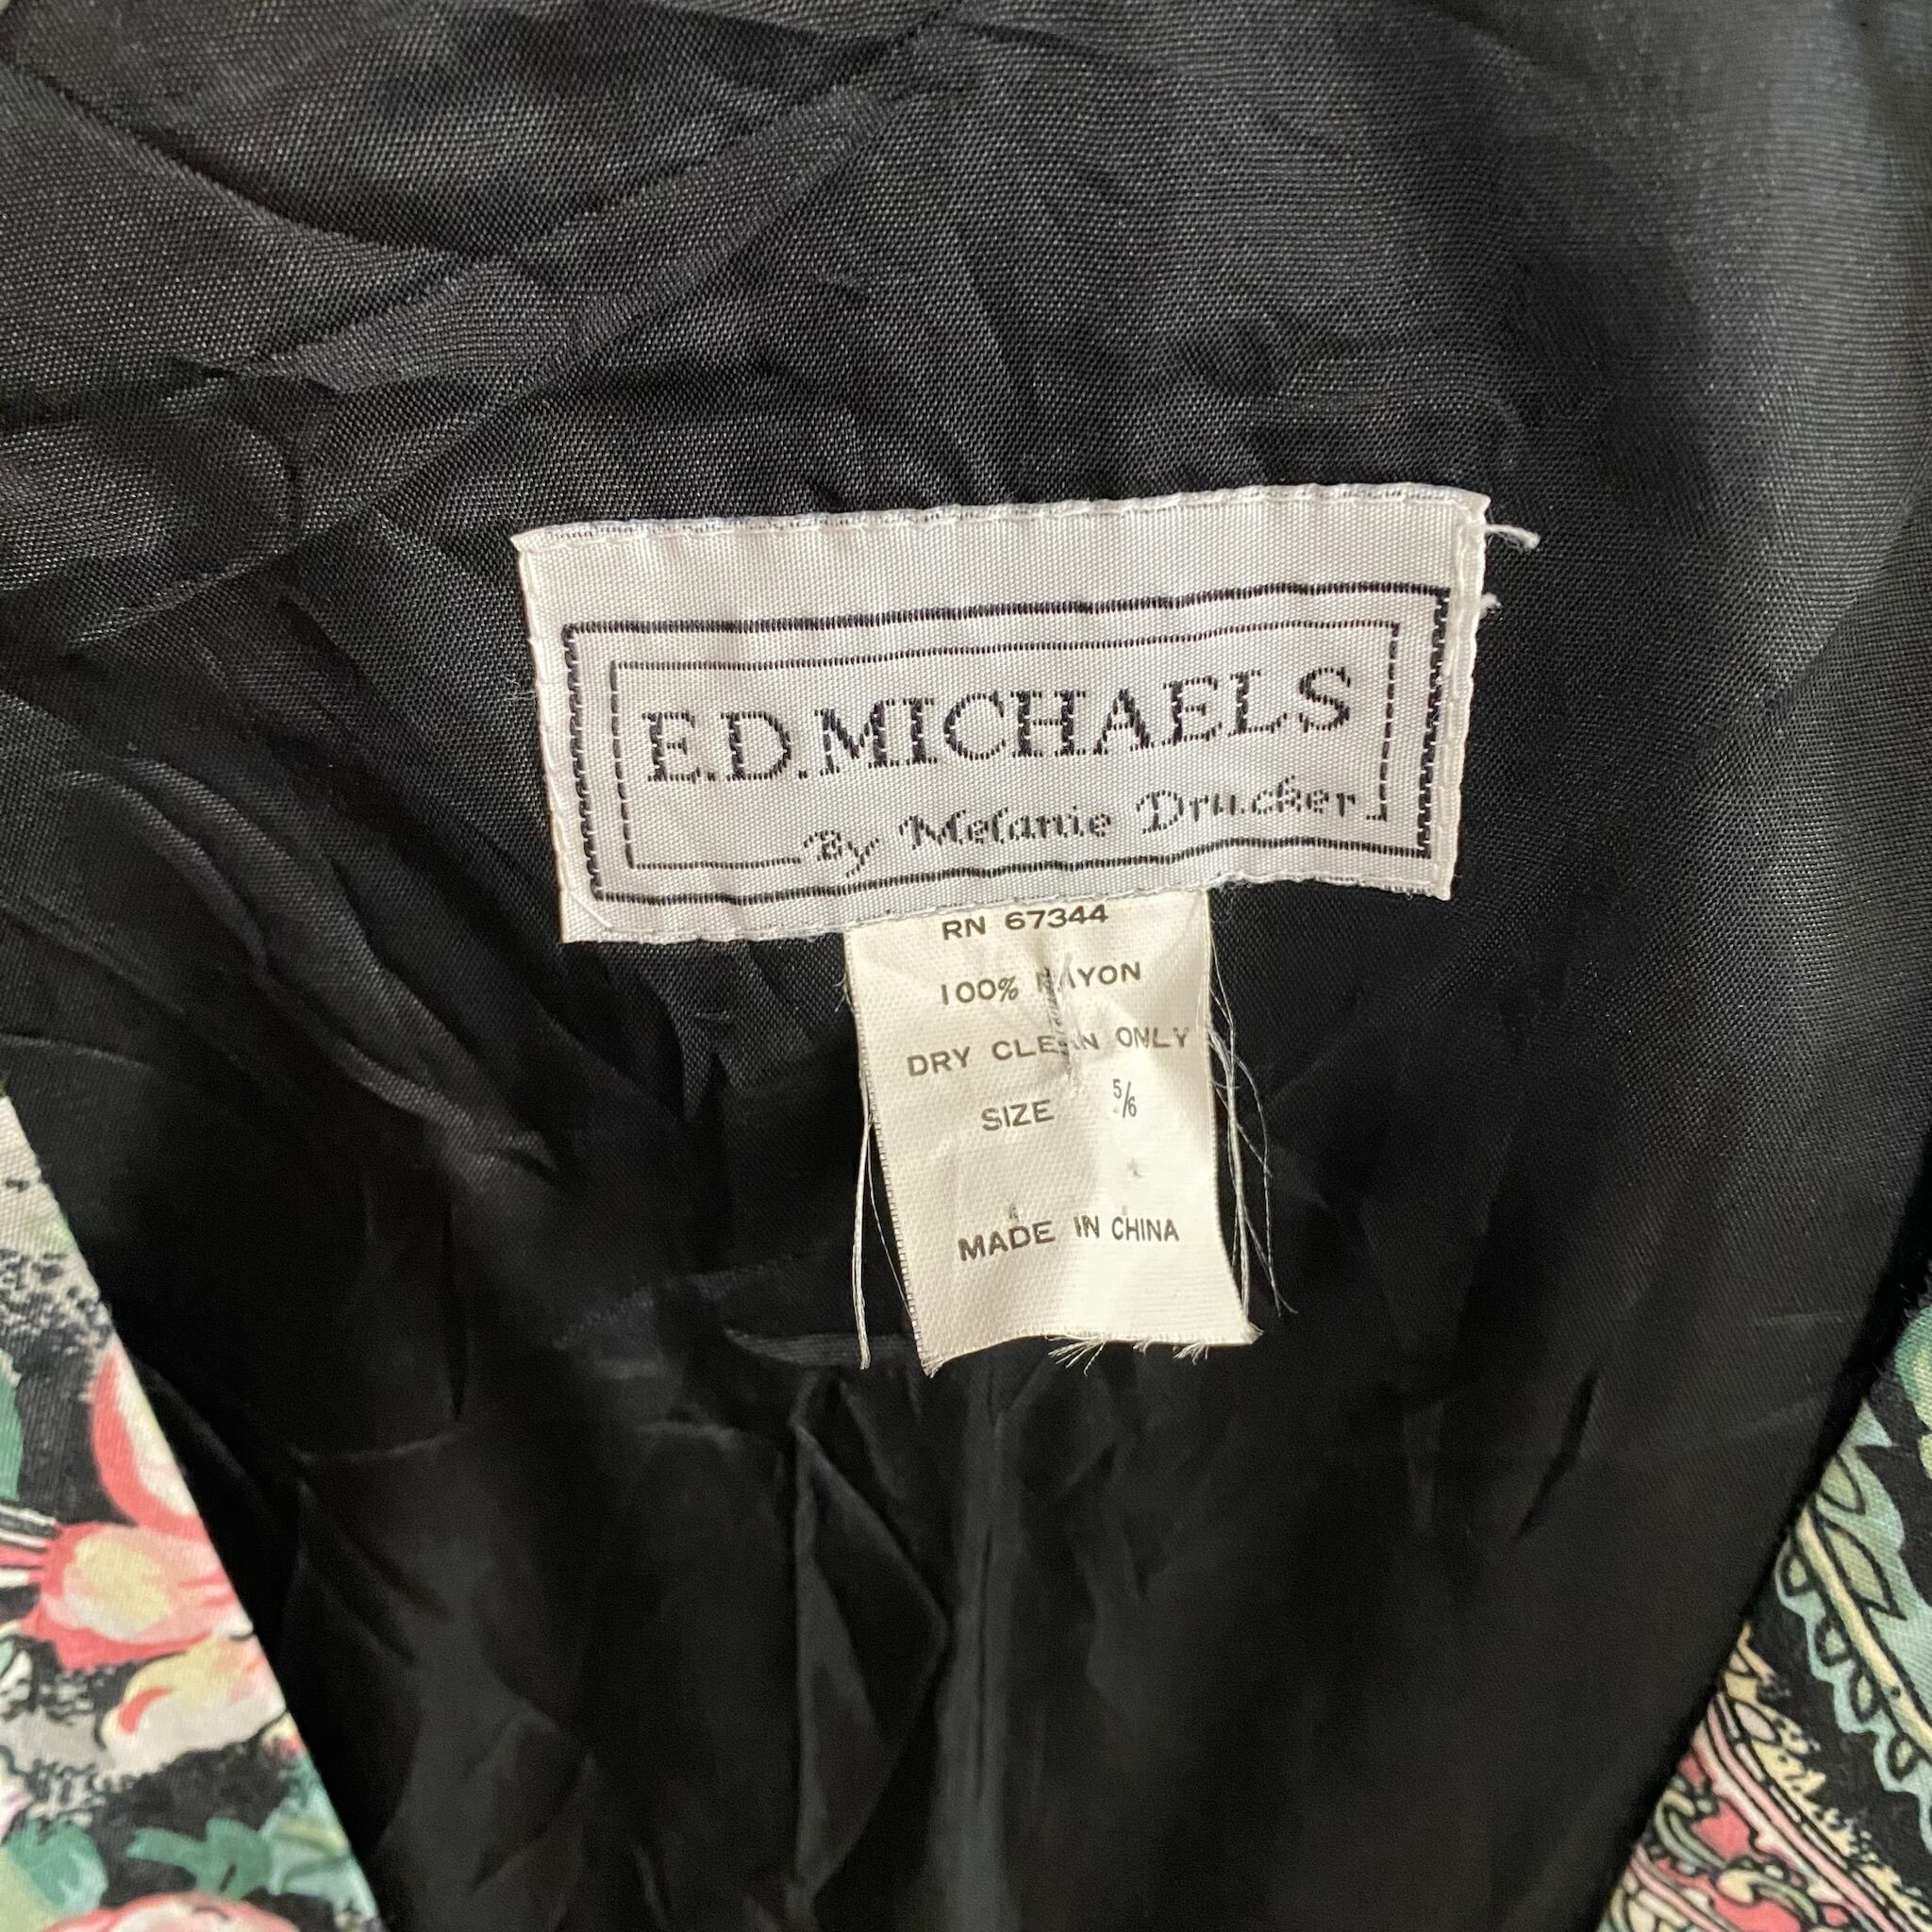 E.D.MICHAELS
By Melanie Drucker
RN 67344
100% RAYON
DRY CLEAN ONLY
SIZE 5/6
MADE IN CHINA